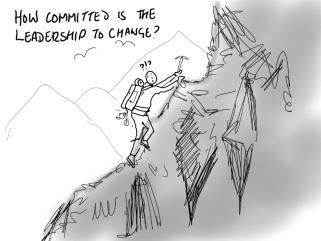 HOW COMMITTED IS THE
LEADERSHIP TO CHANGE?
?!?